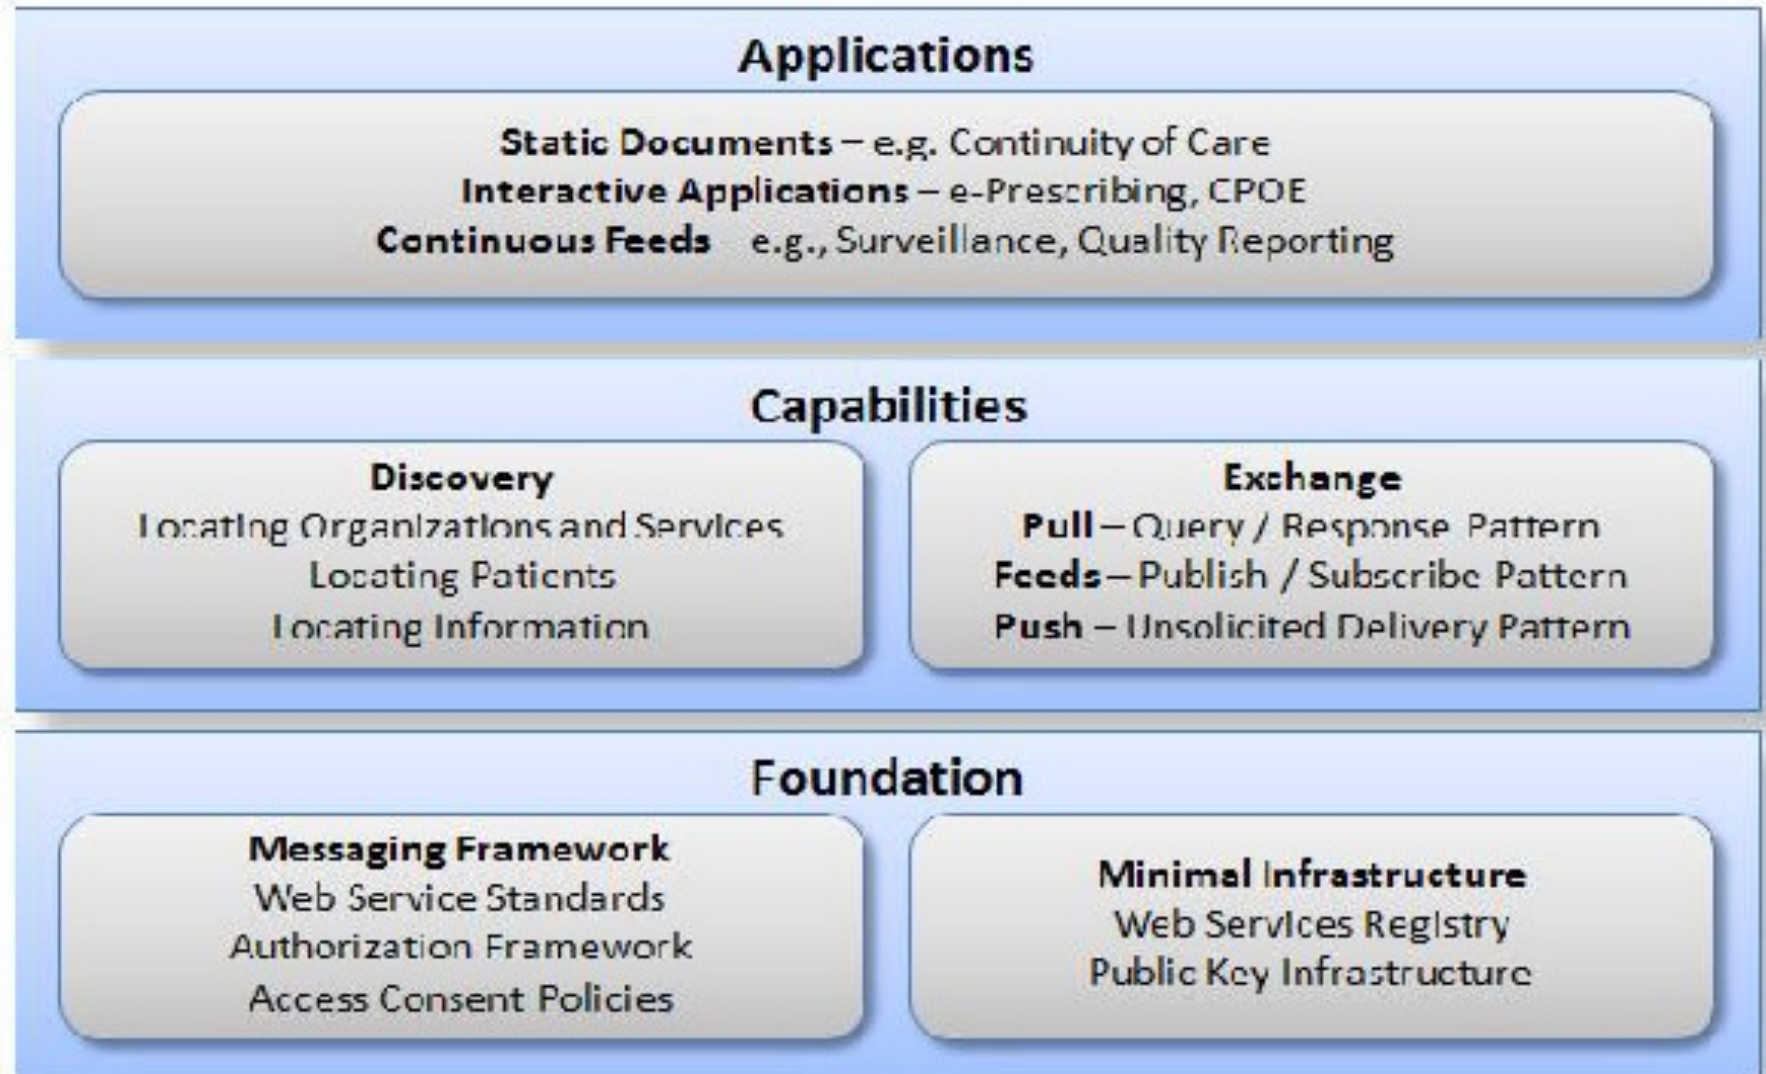 Applications
Static Documents – e.g. Continuity of Care
Interactive Applications – e-Prescribing, CPOE
Continuous Feeds e.g., Surveillance, Quality Reporting
Capabilities
Discovery
Locating Organizations and Services
Locating Patients
Locating Information
Exchange
Pull – Query / Response Pattern
Feeds – Publish / Subscribe Pattern
Push – Unsolicited Delivery Pattern
Foundation
Messaging Framework
Web Service Standards
Authorization Framework
Access Consent Policies
Minimal Infrastructure
Web Services Registry
Public Key Infrastructure